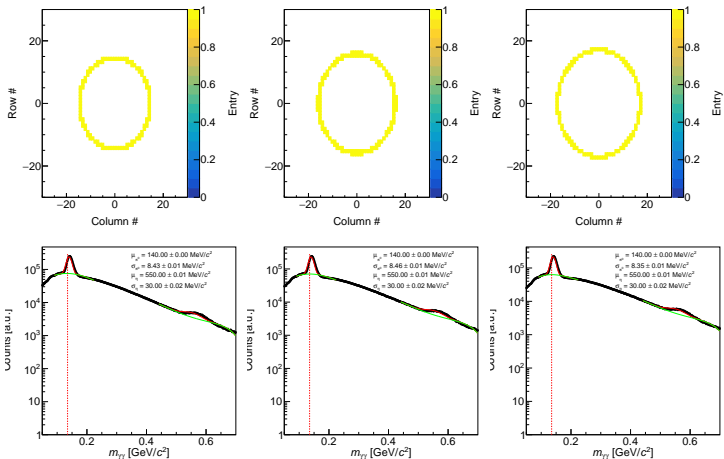 Row #
30
20
0
−20
−20
0
20
Column #
1
0.8
0.6
0.4
0.2
0
Entry
Row #
20
0
−20
−20
0
20
Column #
1
0.8
0.6
0.4
0.2
0
Entry
Row #
20
0
−20
−20
0
20
Column #
1
0.8
0.6
0.4
0.2
0
Entry
Counts [a.u.]
10⁵
10⁴
10³
10²
10
1
μπ⁰ = 140.00 ± 0.00 MeV/c²
σπ⁰ = 8.43 ± 0.01 MeV/c²
μη = 550.00 ± 0.01 MeV/c²
ση = 30.00 ± 0.02 MeV/c²
0.2
0.4
0.6
mγγ [GeV/c²]
Counts [a.u.]
10⁵
10⁴
10³
10²
10
1
μπ⁰ = 140.00 ± 0.00 MeV/c²
σπ⁰ = 8.46 ± 0.01 MeV/c²
μη = 550.00 ± 0.01 MeV/c²
ση = 30.00 ± 0.02 MeV/c²
0.2
0.4
0.6
mγγ [GeV/c²]
Counts [a.u.]
10⁵
10⁴
10³
10²
10
1
μπ⁰ = 140.00 ± 0.00 MeV/c²
σπ⁰ = 8.35 ± 0.01 MeV/c²
μη = 550.00 ± 0.01 MeV/c²
ση = 30.00 ± 0.02 MeV/c²
0.2
0.4
0.6
mγγ [GeV/c²]